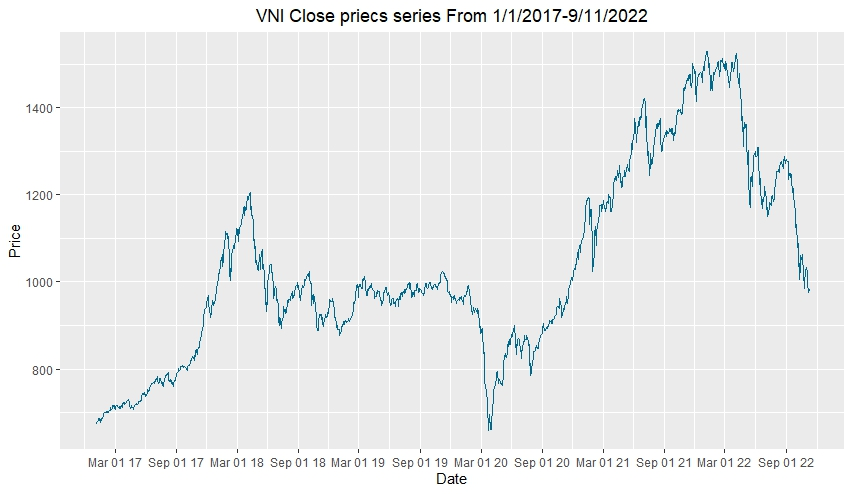 VNI Close priecs series From 1/1/2017-9/11/2022
Price
1400
1200
1000
800
Mar 01 17 Sep 01 17 Mar 01 18 Sep 01 18 Mar 01 19 Sep 01 19 Mar 01 20 Sep 01 20 Mar 01 21 Sep 01 21 Mar 01 22 Sep 01 22
Date